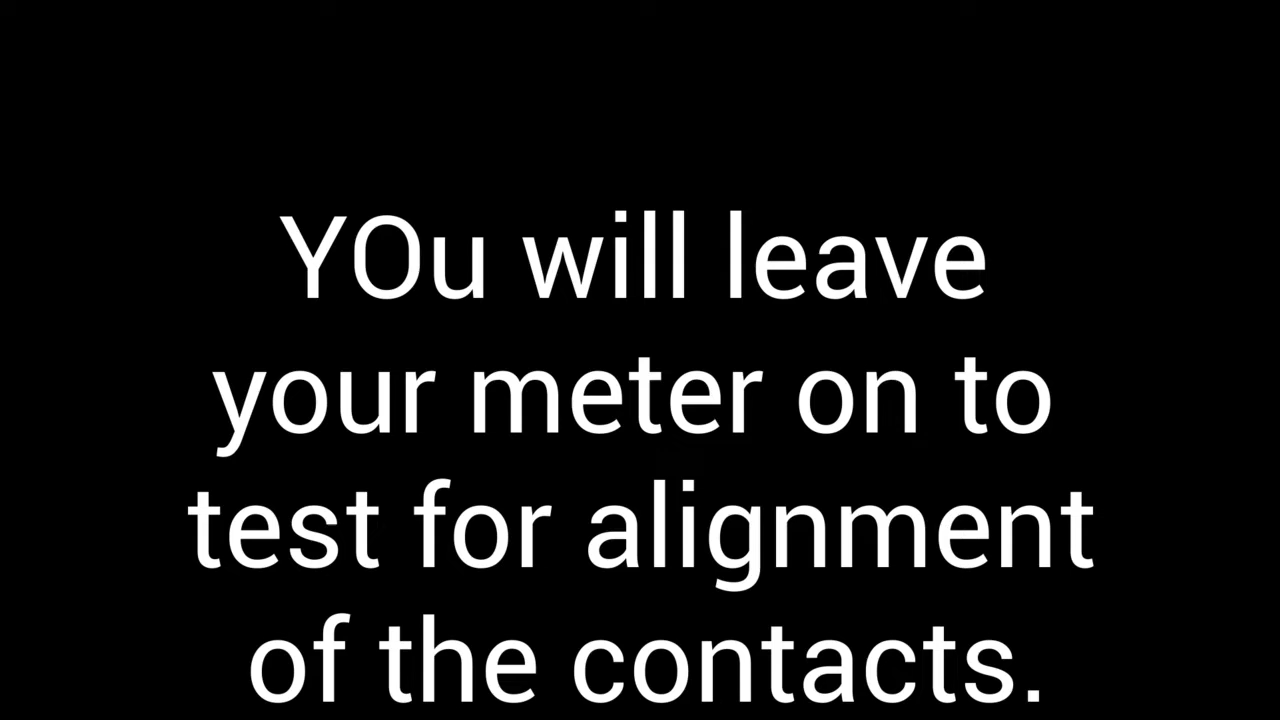 YOu will leave
your meter on to
test for alignment
of the contacts.